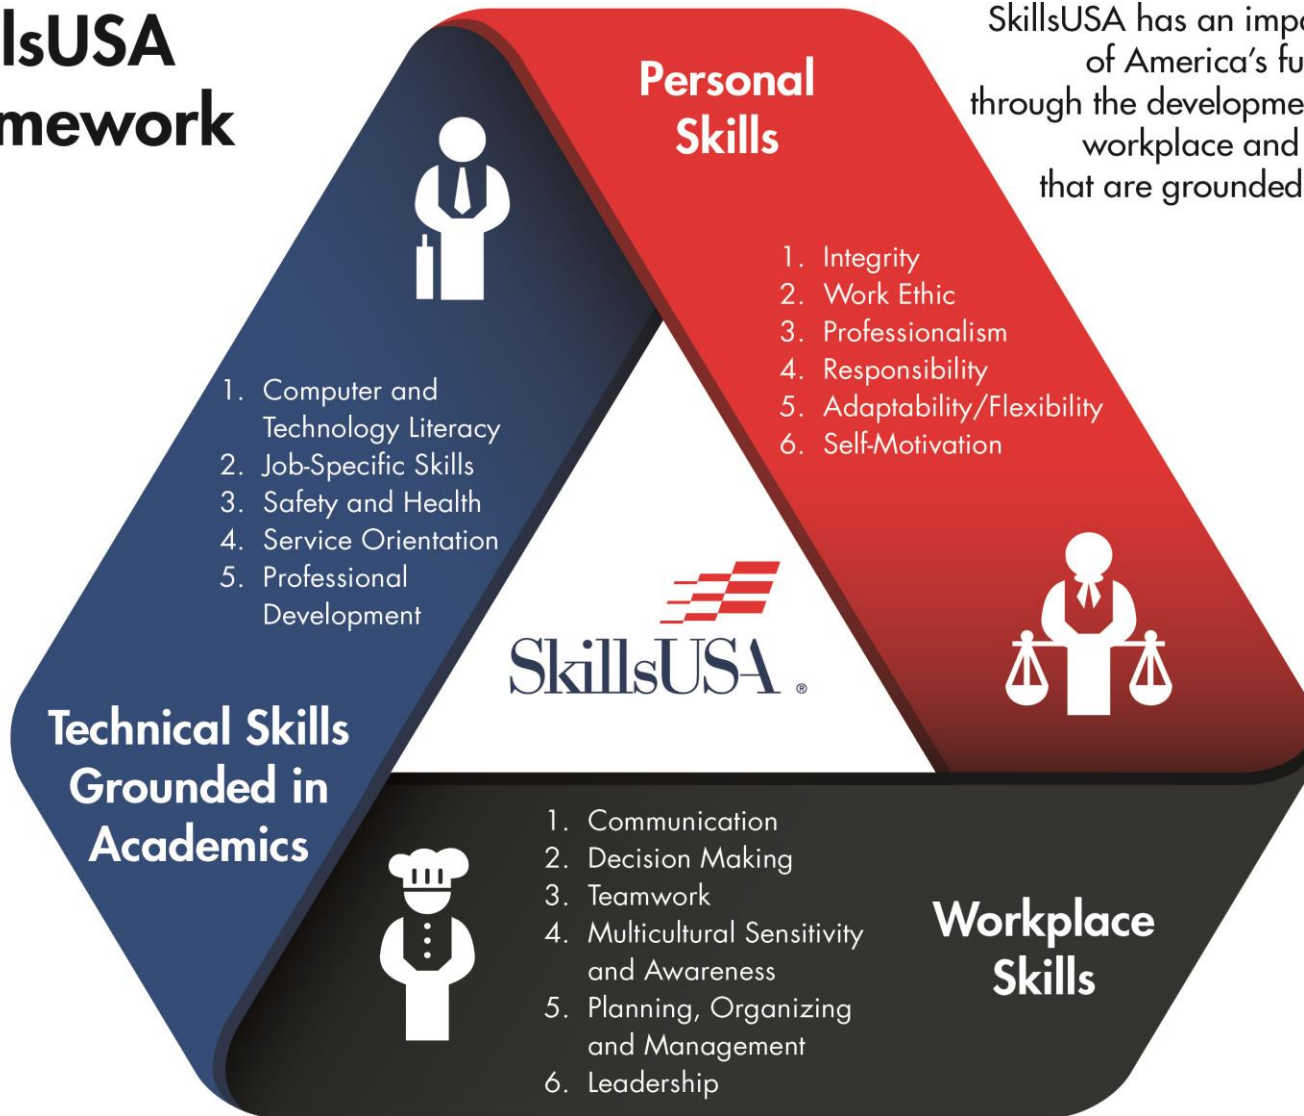 llsUSA
mework
SkillsUSA has an impo
of America's fu
through the developme
workplace and
that are grounded
Personal
Skills
1. Integrity
2. Work Ethic
3. Professionalism
4. Responsibility
5. Adaptability/Flexibility
6. Self-Motivation
1. Computer and
Technology Literacy
2. Job-Specific Skills
3. Safety and Health
4. Service Orientation
5. Professional
Development
Technical Skills
Grounded in
Academics
SkillsUSA ®
1. Communication
2. Decision Making
3. Teamwork
4. Multicultural Sensitivity
and Awareness
5. Planning, Organizing
and Management
6. Leadership
Workplace
Skills